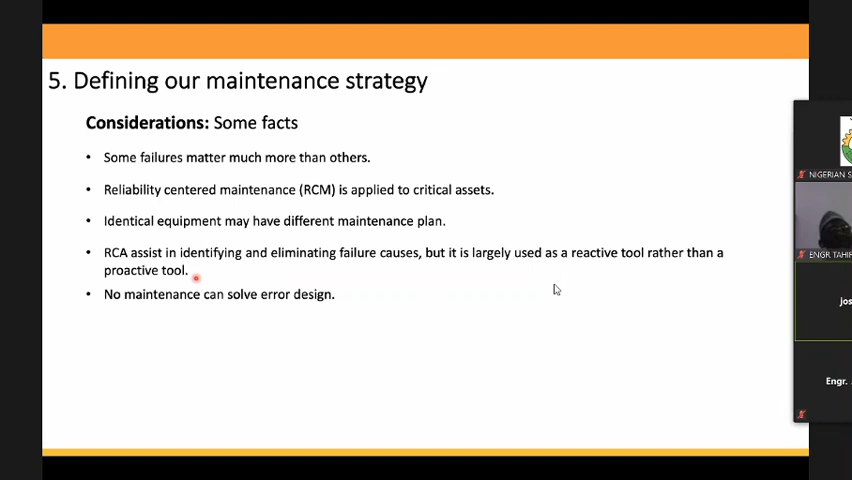 5. Defining our maintenance strategy
Considerations: Some facts
• Some failures matter much more than others.
• Reliability centered maintenance (RCM) is applied to critical assets.
• Identical equipment may have different maintenance plan.
• RCA assist in identifying and eliminating failure causes, but it is largely used as a reactive tool rather than a
proactive tool.
• No maintenance can solve error design.
NIGERIAN S
ENGR TAHIR
jos
Engr.